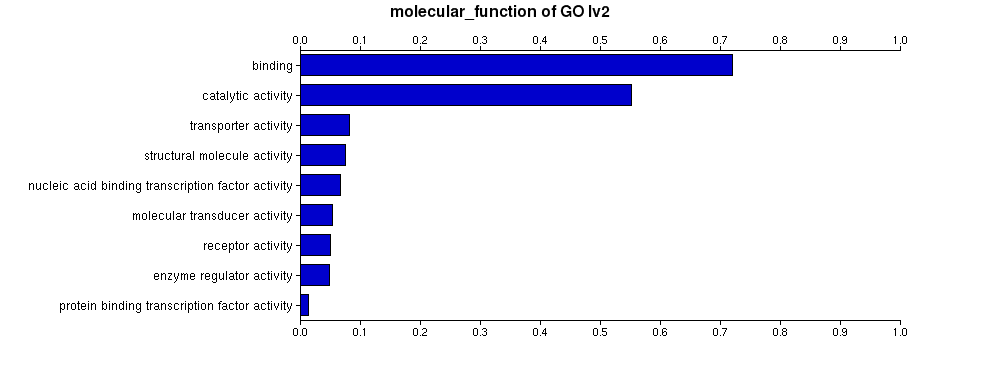 molecular_function of GO lv2
0.0 0.1 0.2 0.3 0.4 0.5 0.6 0.7 0.8 0.9 1.0
binding
catalytic activity
transporter activity
structural molecule activity
nucleic acid binding transcription factor activity
molecular transducer activity
receptor activity
enzyme regulator activity
protein binding transcription factor activity
0.0 0.1 0.2 0.3 0.4 0.5 0.6 0.7 0.8 0.9 1.0